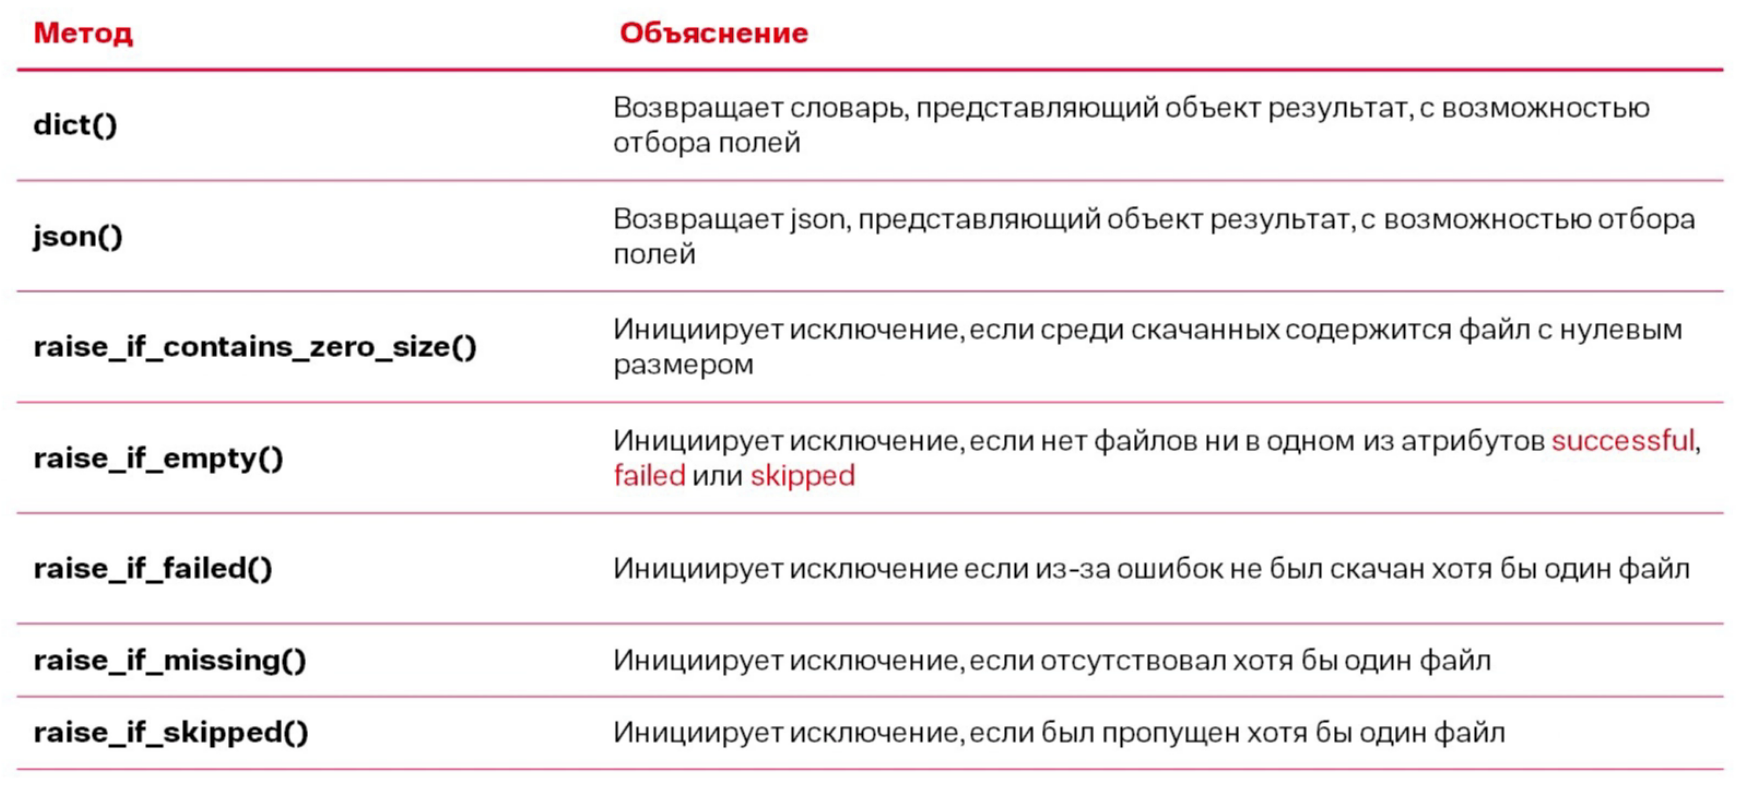 Метод Объяснение
dict() Возвращает словарь, представляющий объект результат, с возможностью
отбора полей
json() Возвращает json, представляющий объект результат, с возможностью отбора
полей
raise_if_contains_zero_size() Инициирует исключение, если среди скачанных содержится файл с нулевым
размером
raise_if_empty() Инициирует исключение, если нет файлов ни в одном из атрибутов successful,
failed или skipped
raise_if_failed() Инициирует исключение если из-за ошибок не был скачан хотя бы один файл
raise_if_missing() Инициирует исключение, если отсутствовал хотя бы один файл
raise_if_skipped() Инициирует исключение, если был пропущен хотя бы один файл